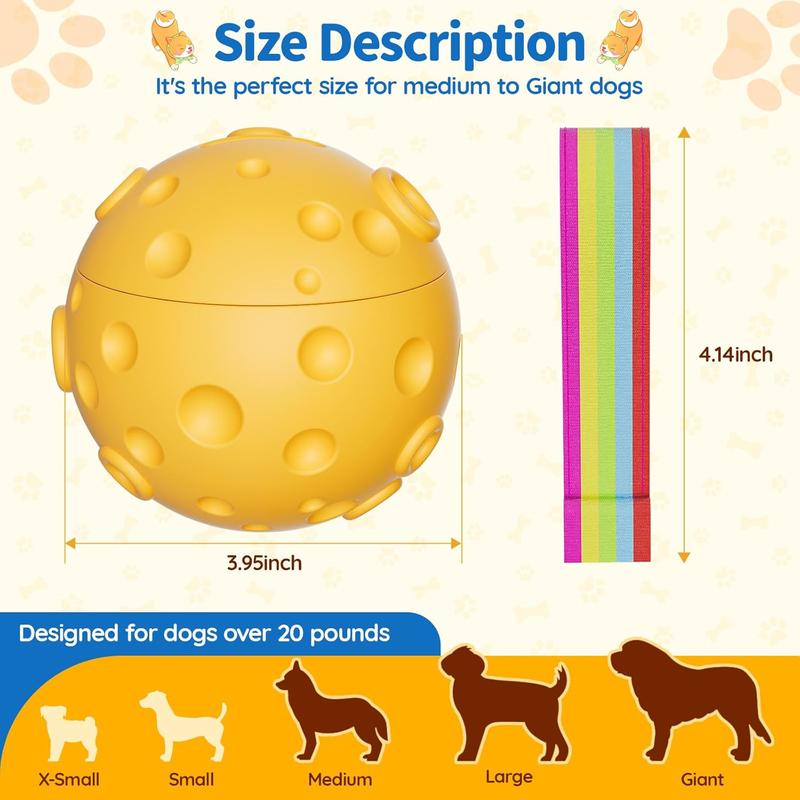 Size Description
It's the perfect size for medium to Giant dogs
4.14inch
3.95inch
Designed for dogs over 20 pounds
X-Small
Small
Medium
Large
Giant